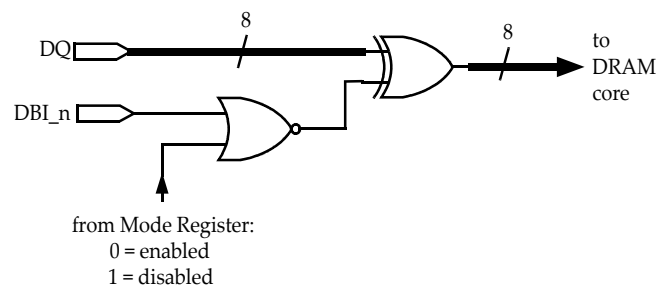 8
8
DQ
to
DRAM
core
DBI_n
from Mode Register:
0 = enabled
1 = disabled